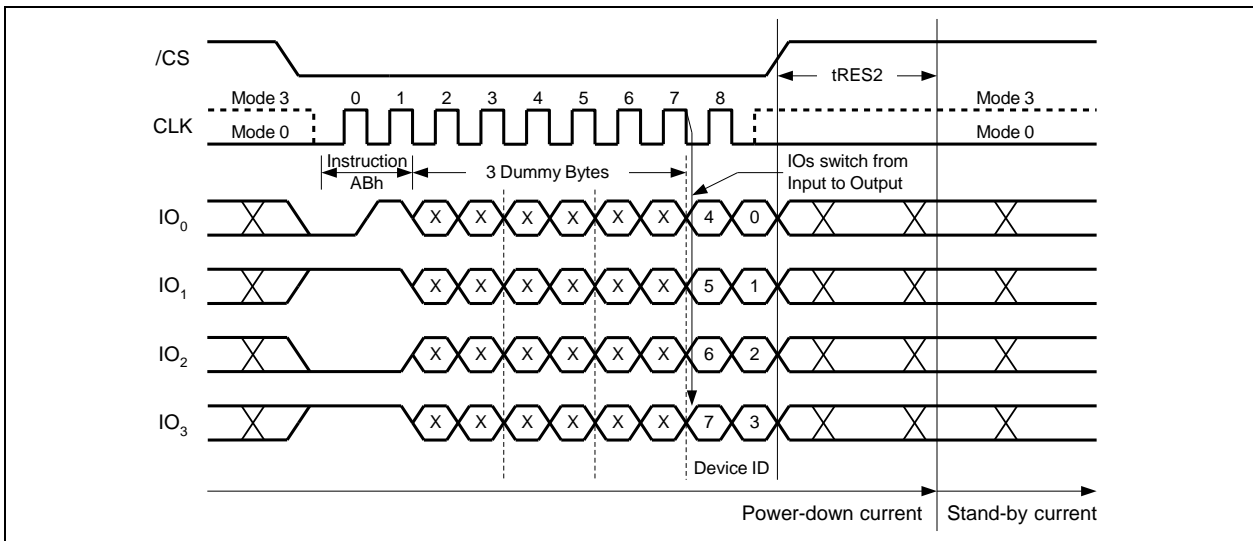 /CS
tRES2
Mode 3
0 1 2 3 4 5 6 7 8
Mode 3
CLK
Mode 0
Mode 0
Instruction
ABh
3 Dummy Bytes
IOs switch from
Input to Output
IO0
X X X X X X 4 0
IO1
X X X X X X 5 1
IO2
X X X X X X 6 2
IO3
X X X X X X 7 3
Device ID
Power-down current
Stand-by current